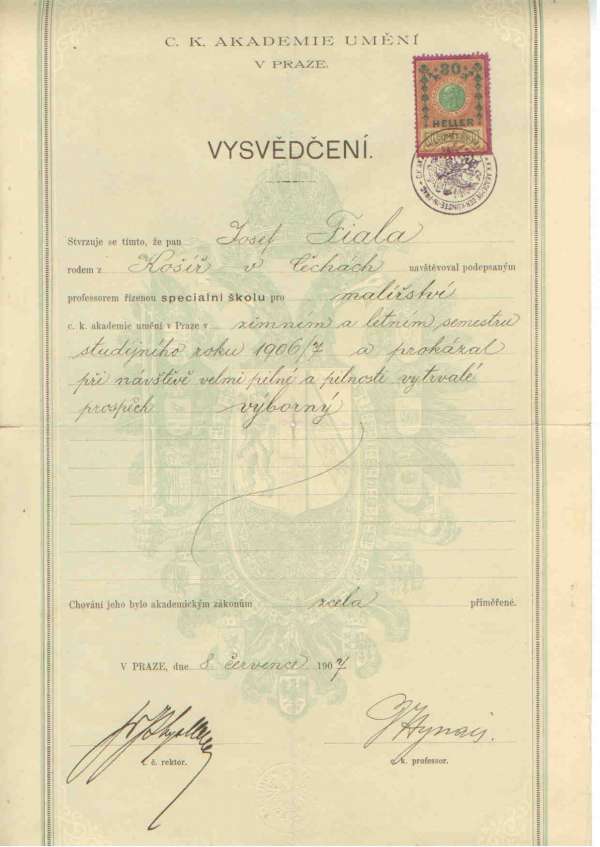 C. K. AKADEMIE UMĚNÍ
V PRAZE.
30
HELLER
VYSVĚDČENÍ.
Stvrzuje se tímto, že pan Josef Fiala
rodem z Košíř v Čechách navštěvoval podepsaným
professorem řízenou speciální školu pro malířství
c. k. akademie umění v Praze v zimním a letním semestru
studijního roku 1906/7 a prokázal
při návštěvě velmi pilné a pilnosti vytrvalé
prospěch výborný
Chování jeho bylo akademickým zákonům zcela přiměřené.
V PRAZE, dne 8. července 1907
V Hynais.
t. č. rektor.
c. k. professor.